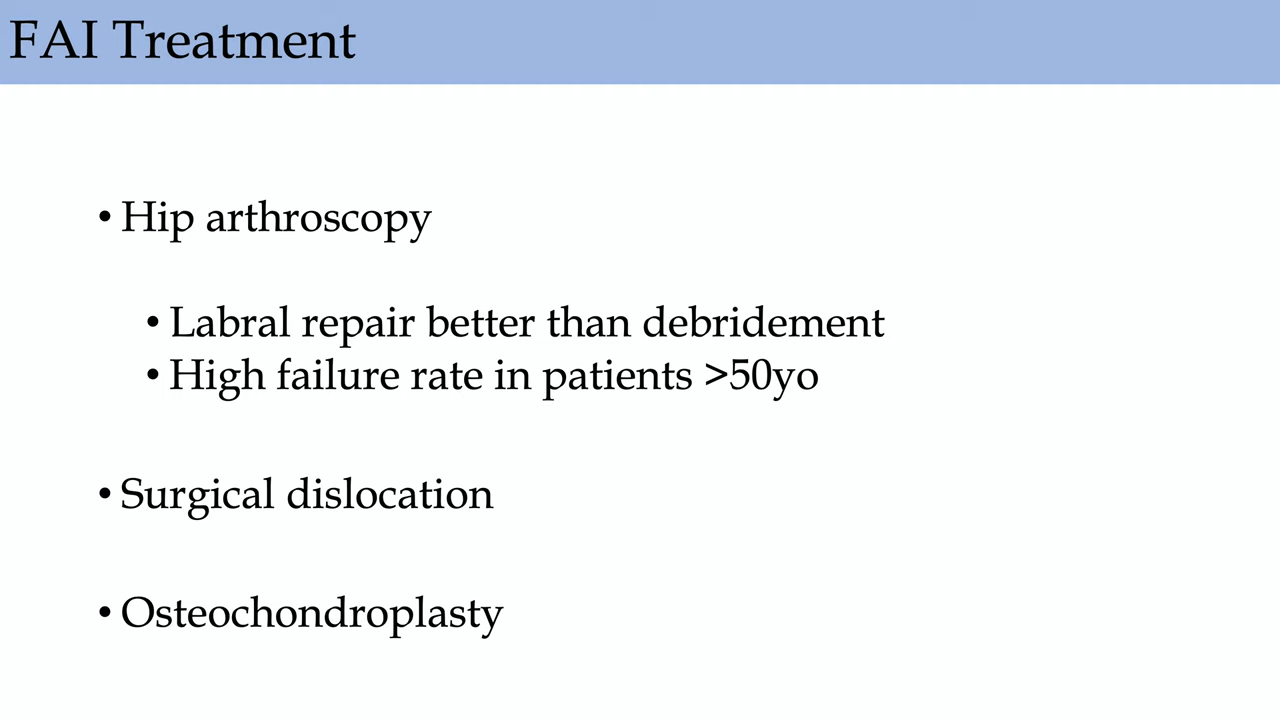 FAI Treatment
• Hip arthroscopy
• Labral repair better than debridement
• High failure rate in patients >50yo
• Surgical dislocation
• Osteochondroplasty